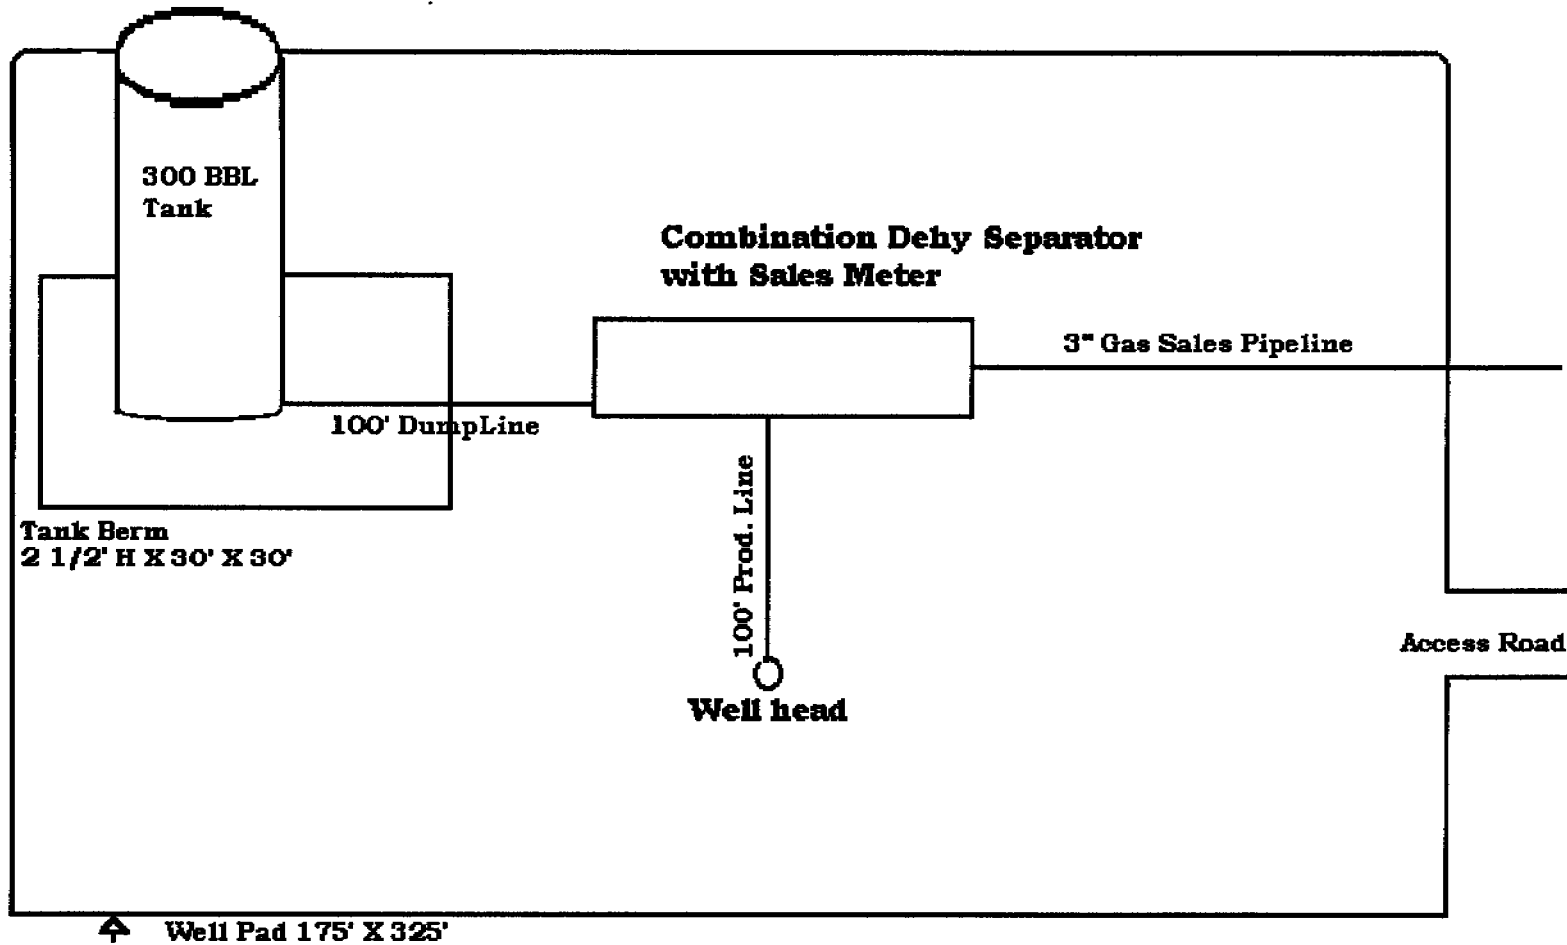 300 BBL
Tank
Combination Dehy Separator
with Sales Meter
3" Gas Sales Pipeline
100' DumpLine
100' Prod. Line
Tank Berm
2 1/2' H X 30' X 30'
Access Road
Well head
Well Pad 175' X 325'